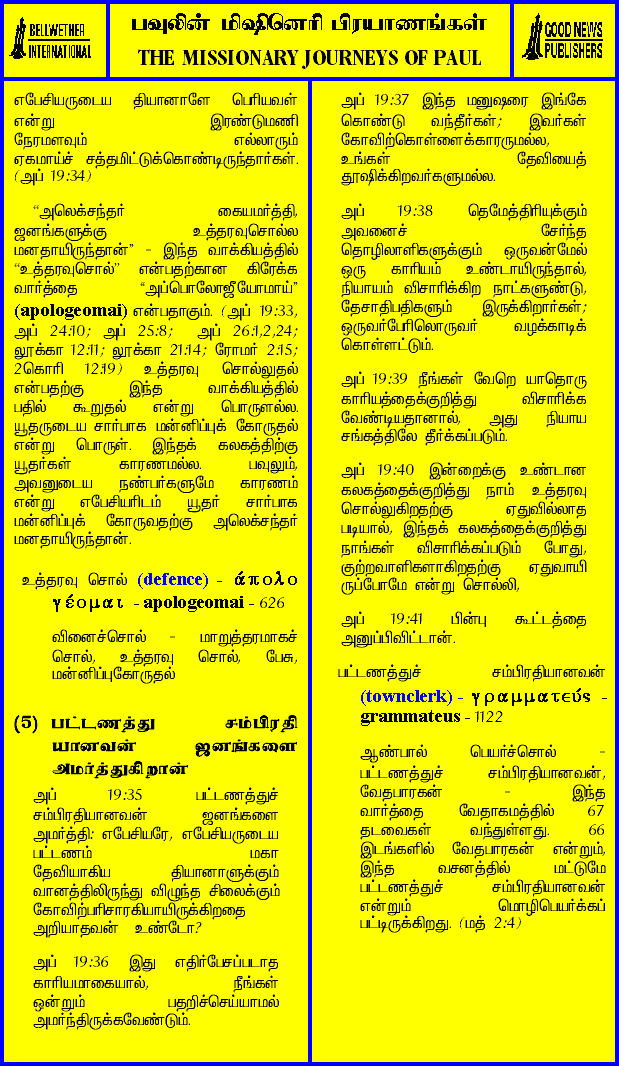 BELLWETHER
INTERNATIONAL
பவுலின் மிஷினெரி பிரயாணங்கள்
THE MISSIONARY JOURNEYS OF PAUL
GOOD NEWS
PUBLISHERS
எபேசியருடைய தியானாளே பெரியவள்
என்று இரண்டுமணி
நேரமளவும் எல்லாரும்
ஏகமாய்ச் சத்தமிட்டுக்கொண்டிருந்தார்கள்.
(அப் 19:34)
“அலெக்சந்தர் கையமர்த்தி,
ஜனங்களுக்கு உத்தரவுசொல்ல
மனதாயிருந்தான்” - இந்த வாக்கியத்தில்
“உத்தரவுசொல்” என்பதற்கான கிரேக்க
வார்த்தை “அப்பொலோஜீயோமாய்”
(apologeomai) என்பதாகும். (அப் 19:33,
அப் 24:10; அப் 25:8; அப் 26:1,2,24;
லூக்கா 12:11; லூக்கா 21:14; ரோமர் 2:15;
2கொரி 12:19) உத்தரவு சொல்லுதல்
என்பதற்கு இந்த வாக்கியத்தில்
பதில் கூறுதல் என்று பொருளல்ல.
யூதருடைய சார்பாக மன்னிப்புக் கோருதல்
என்று பொருள். இந்தக் கலகத்திற்கு
யூதர்கள் காரணமல்ல. பவுலும்,
அவனுடைய நண்பர்களுமே காரணம்
என்று எபேசியரிடம் யூதர் சார்பாக
மன்னிப்புக் கோருவதற்கு அலெக்சந்தர்
மனதாயிருந்தான்.
உத்தரவு சொல் (defence) - άπολο
γέομαι - apologeomai - 626
வினைச்சொல் - மாறுத்தரமாகச்
சொல், உத்தரவு சொல், பேசு,
மன்னிப்புகோருதல்
(5) பட்டணத்து சம்பிரதி
யானவன் ஜனங்களை
அமர்த்துகிறான்
அப் 19:35 பட்டணத்துச்
சம்பிரதியானவன் ஜனங்களை
அமர்த்தி: எபேசியரே, எபேசியருடைய
பட்டணம் மகா
தேவியாகிய தியானாளுக்கும்
வானத்திலிருந்து விழுந்த சிலைக்கும்
கோவிற்பரிசாரகியாயிருக்கிறதை
அறியாதவன் உண்டோ?
அப் 19:36 இது எதிர்பேசப்படாத
காரியமாகையால், நீங்கள்
ஒன்றும் பதறிச்செய்யாமல்
அமர்ந்திருக்கவேண்டும்.
அப் 19:37 இந்த மனுஷரை இங்கே
கொண்டு வந்தீர்கள்; இவர்கள்
கோவிற்கொள்ளைக்காரருமல்ல,
உங்கள் தேவியைத்
தூஷிக்கிறவர்களுமல்ல.
அப் 19:38 தெமேத்திரியுக்கும்
அவனைச் சேர்ந்த
தொழிலாளிகளுக்கும் ஒருவன்மேல்
ஒரு காரியம் உண்டாயிருந்தால்,
நியாயம் விசாரிக்கிற நாட்களுண்டு,
தேசாதிபதிகளும் இருக்கிறார்கள்;
ஒருவர்பேரிலொருவர் வழக்காடிக்
கொள்ளட்டும்.
அப் 19:39 நீங்கள் வேறெ யாதொரு
காரியத்தைக்குறித்து விசாரிக்க
வேண்டியதானால், அது நியாய
சங்கத்திலே தீர்க்கப்படும்.
அப் 19:40 இன்றைக்கு உண்டான
கலகத்தைக்குறித்து நாம் உத்தரவு
சொல்லுகிறதற்கு ஏதுவில்லாத
படியால், இந்தக் கலகத்தைக்குறித்து
நாங்கள் விசாரிக்கப்படும் போது,
குற்றவாளிகளாகிறதற்கு ஏதுவாயி
ருப்போமே என்று சொல்லி,
அப் 19:41 பின்பு கூட்டத்தை
அனுப்பிவிட்டான்.
பட்டணத்துச் சம்பிரதியானவன்
(townclerk) - γραμματεύs -
grammateus - 1122
ஆண்பால் பெயர்ச்சொல் -
பட்டணத்துச் சம்பிரதியானவன்,
வேதபாரகன் - இந்த
வார்த்தை வேதாகமத்தில் 67
தடவைகள் வந்துள்ளது. 66
இடங்களில் வேதபாரகன் என்றும்,
இந்த வசனத்தில் மட்டுமே
பட்டணத்துச் சம்பிரதியானவன்
என்றும் மொழிபெயர்க்கப்
பட்டிருக்கிறது. (மத் 2:4)